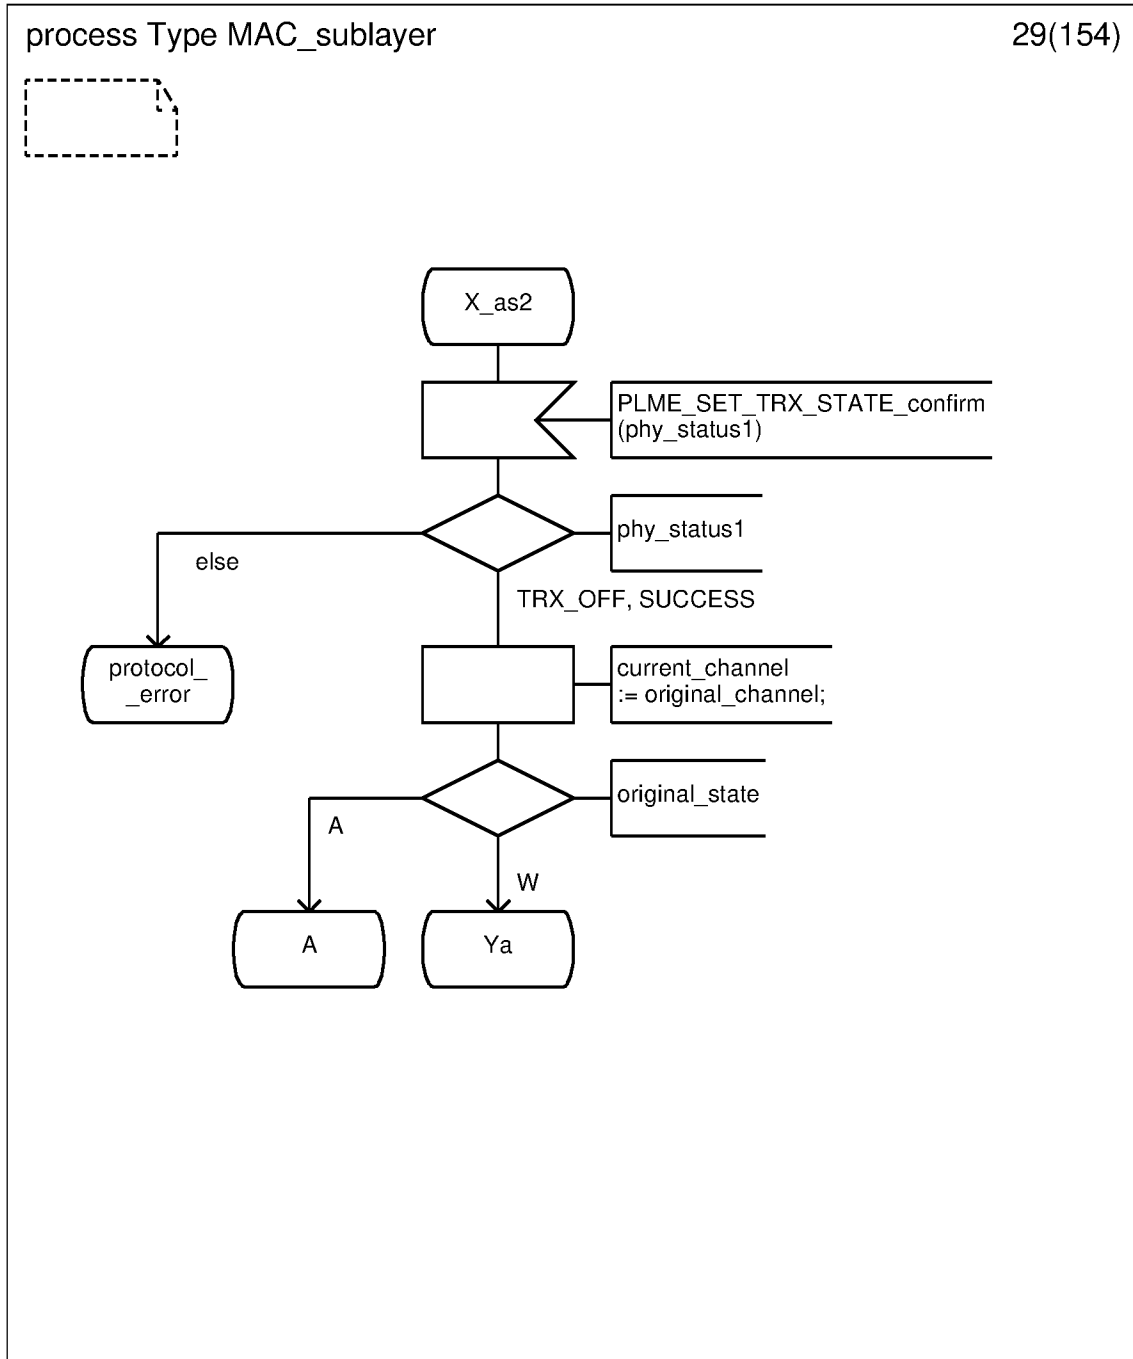 process Type MAC_sublayer
29(154)
X_as2
PLME_SET_TRX_STATE_confirm
(phy_status1)
phy_status1
else
TRX_OFF, SUCCESS
protocol_
_error
current_channel
:= original_channel;
original_state
A
W
A
Ya